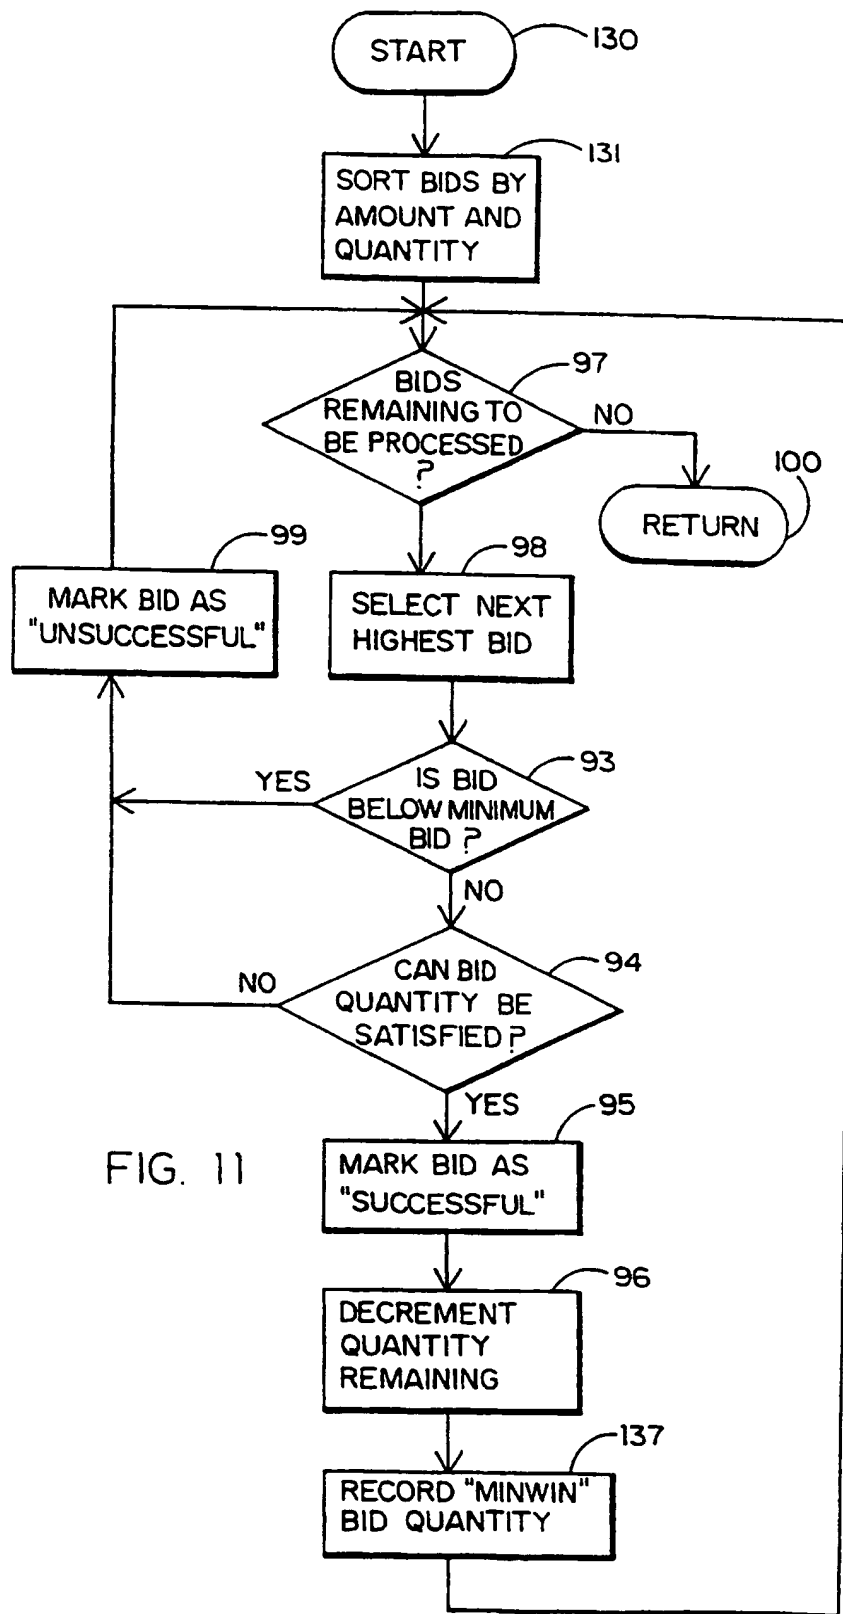 START
130
131
SORT BIDS BY
AMOUNT AND
QUANTITY
97
BIDS
REMAINING TO
BE PROCESSED
?
NO
100
RETURN
99
MARK BID AS
"UNSUCCESSFUL"
98
SELECT NEXT
HIGHEST BID
93
YES
IS BID
BELOW MINIMUM
BID ?
NO
94
NO
CAN BID
QUANTITY BE
SATISFIED ?
YES
95
MARK BID AS
"SUCCESSFUL"
FIG. 11
96
DECREMENT
QUANTITY
REMAINING
137
RECORD "MINWIN"
BID QUANTITY